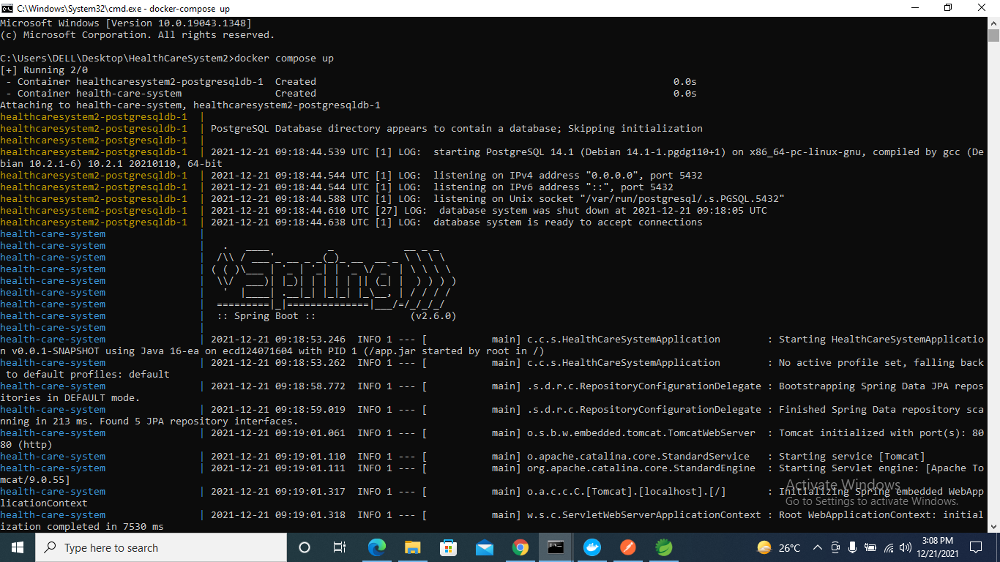 C:\Windows\System32\cmd.exe - docker-compose  up
Microsoft Windows [Version 10.0.19043.1348]
(c) Microsoft Corporation. All rights reserved.
C:\Users\DELL\Desktop\HealthCareSystem2>docker compose up
[+] Running 2/0
 - Container healthcaresystem2-postgresqldb-1  Created                                                             0.0s
 - Container health-care-system                Created                                                             0.0s
Attaching to health-care-system, healthcaresystem2-postgresqldb-1
healthcaresystem2-postgresqldb-1  |
healthcaresystem2-postgresqldb-1  | PostgreSQL Database directory appears to contain a database; Skipping initialization
healthcaresystem2-postgresqldb-1  |
healthcaresystem2-postgresqldb-1  | 2021-12-21 09:18:44.539 UTC [1] LOG:  starting PostgreSQL 14.1 (Debian 14.1-1.pgdg110+1) on x86_64-pc-linux-gnu, compiled by gcc (De
bian 10.2.1-6) 10.2.1 20210110, 64-bit
healthcaresystem2-postgresqldb-1  | 2021-12-21 09:18:44.544 UTC [1] LOG:  listening on IPv4 address "0.0.0.0", port 5432
healthcaresystem2-postgresqldb-1  | 2021-12-21 09:18:44.544 UTC [1] LOG:  listening on IPv6 address "::", port 5432
healthcaresystem2-postgresqldb-1  | 2021-12-21 09:18:44.588 UTC [1] LOG:  listening on Unix socket "/var/run/postgresql/.s.PGSQL.5432"
healthcaresystem2-postgresqldb-1  | 2021-12-21 09:18:44.610 UTC [27] LOG:  database system was shut down at 2021-12-21 09:18:05 UTC
healthcaresystem2-postgresqldb-1  | 2021-12-21 09:18:44.638 UTC [1] LOG:  database system is ready to accept connections
health-care-system                |
health-care-system                |   .   ____          _            __ _ _
health-care-system                |  /\\ / ___'_ __ _ _(_)_ __  __ _ \ \ \ \
health-care-system                | ( ( )\___ | '_ | '_| | '_ \/ _` | \ \ \ \
health-care-system                |  \\/  ___)| |_)| | | | | || (_| |  ) ) ) )
health-care-system                |   '  |____| .__|_| |_|_| |_\__, | / / / /
health-care-system                |  =========|_|==============|___/=/_/_/_/
health-care-system                |  :: Spring Boot ::                (v2.6.0)
health-care-system                |
health-care-system                | 2021-12-21 09:18:53.246  INFO 1 --- [           main] c.c.s.HealthCareSystemApplication        : Starting HealthCareSystemApplicatio
n v0.0.1-SNAPSHOT using Java 16-ea on ecd124071604 with PID 1 (/app.jar started by root in /)
health-care-system                | 2021-12-21 09:18:53.262  INFO 1 --- [           main] c.c.s.HealthCareSystemApplication        : No active profile set, falling back
 to default profiles: default
health-care-system                | 2021-12-21 09:18:58.772  INFO 1 --- [           main] .s.d.r.c.RepositoryConfigurationDelegate : Bootstrapping Spring Data JPA repos
itories in DEFAULT mode.
health-care-system                | 2021-12-21 09:18:59.019  INFO 1 --- [           main] .s.d.r.c.RepositoryConfigurationDelegate : Finished Spring Data repository sca
nning in 213 ms. Found 5 JPA repository interfaces.
health-care-system                | 2021-12-21 09:19:01.061  INFO 1 --- [           main] o.s.b.w.embedded.tomcat.TomcatWebServer  : Tomcat initialized with port(s): 80
80 (http)
health-care-system                | 2021-12-21 09:19:01.110  INFO 1 --- [           main] o.apache.catalina.core.StandardService   : Starting service [Tomcat]
health-care-system                | 2021-12-21 09:19:01.111  INFO 1 --- [           main] org.apache.catalina.core.StandardEngine  : Starting Servlet engine: [Apache To
mcat/9.0.55]
health-care-system                | 2021-12-21 09:19:01.317  INFO 1 --- [           main] o.a.c.c.C.[Tomcat].[localhost].[/]       : Initializing Spring embedded WebApp
licationContext
health-care-system                | 2021-12-21 09:19:01.318  INFO 1 --- [           main] w.s.c.ServletWebServerApplicationContext : Root WebApplicationContext: initial
ization completed in 7530 ms
Activate Windows
Go to Settings to activate Windows.
Type here to search
26°C
3:08 PM
12/21/2021